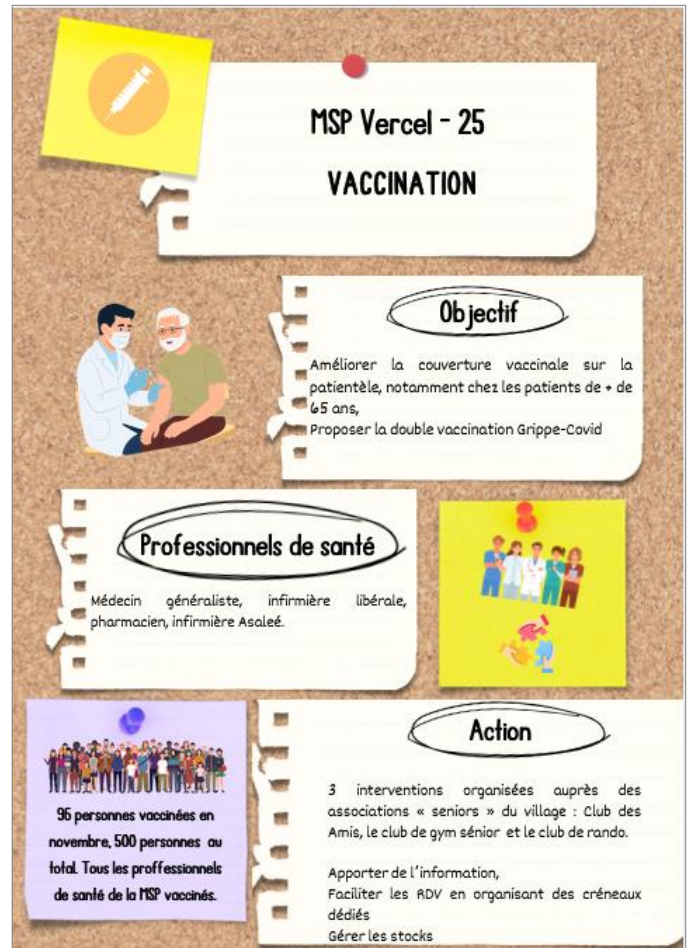 MSP Vercel - 25
VACCINATION
Objectif
Améliorer la couverture vaccinale sur la
patientèle, notamment chez les patients de + de
65 ans,
Proposer la double vaccination Grippe-Covid
Professionnels de santé
Médecin généraliste, infirmière libérale,
pharmacien, infirmière Asaleé.
96 personnes vaccinées en
novembre, 500 personnes au
total. Tous les proffessionnels
de santé de la MSP vaccinés.
Action
3 interventions organisées auprès des
associations « seniors » du village : Club des
Amis, le club de gym sénior et le club de rando.
Apporter de l'information,
Faciliter les RDV en organisant des créneaux
dédiés
Gérer les stocks